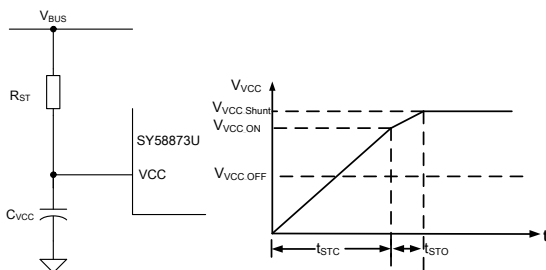 VBUS
RST
SY58873U
VCC
CVCC
VVCC
VVCC Shunt
VVCC ON
VVCC OFF
tSTC
tSTO
t